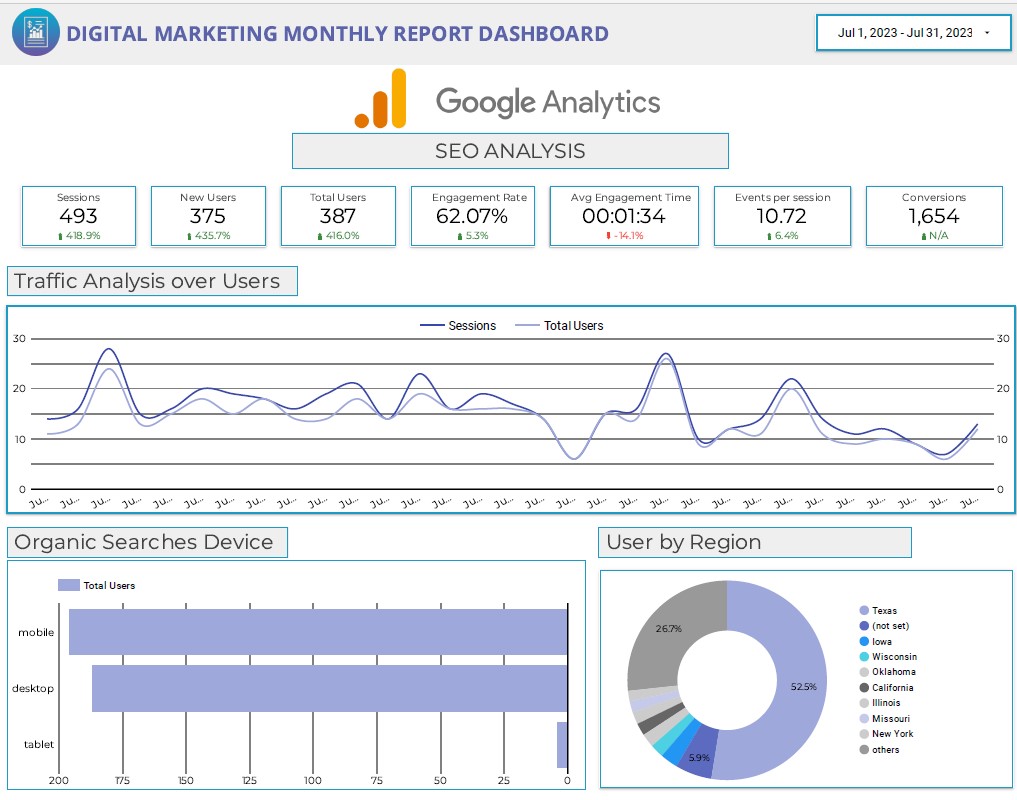 DIGITAL MARKETING MONTHLY REPORT DASHBOARD
Jul 1, 2023 - Jul 31, 2023
Google Analytics
SEO ANALYSIS
Sessions
493
418.9%
New Users
375
435.7%
Total Users
387
416.0%
Engagement Rate
62.07%
5.3%
Avg Engagement Time
00:01:34
-14.1%
Events per session
10.72
6.4%
Conversions
1,654
N/A
Traffic Analysis over Users
Sessions Total Users
30 30
20 20
10 10
0 0
Ju... Ju... Ju... Ju... Ju... Ju... Ju... Ju... Ju... Ju... Ju... Ju... Ju... Ju... Ju... Ju... Ju... Ju... Ju... Ju... Ju... Ju... Ju... Ju... Ju... Ju... Ju... Ju... Ju... Ju... Ju...
Organic Searches Device
Total Users
mobile
desktop
tablet
200 175 150 125 100 75 50 25 0
User by Region
26.7%
52.5%
5.9%
Texas
(not set)
Iowa
Wisconsin
Oklahoma
California
Illinois
Missouri
New York
others